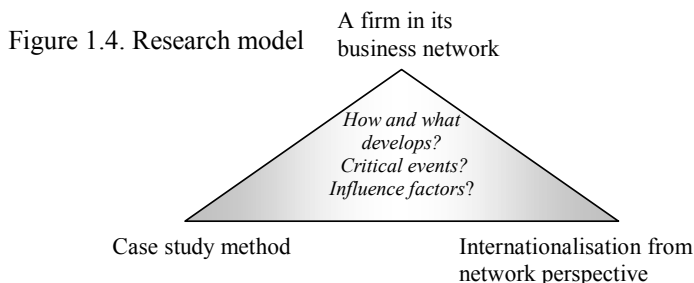 Figure 1.4. Research model
A firm in its
business network
How and what
develops?
Critical events?
Influence factors?
Case study method
Internationalisation from
network perspective